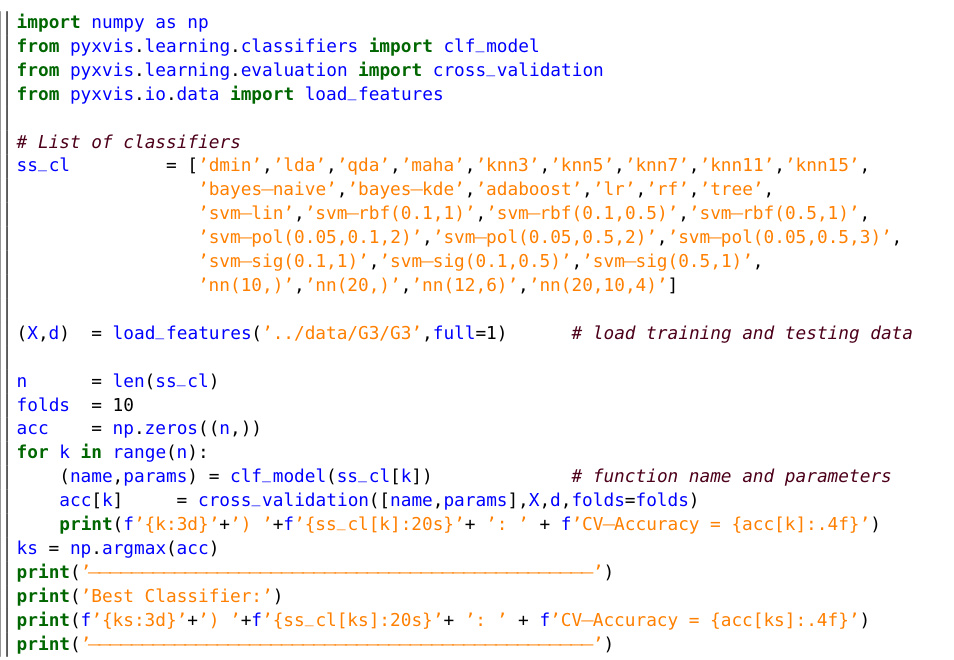 import numpy as np
from pyxvis.learning.classifiers import clf_model
from pyxvis.learning.evaluation import cross_validation
from pyxvis.io.data import load_features

# List of classifiers
ss_cl         = [’dmin’,’lda’,’qda’,’maha’,’knn3’,’knn5’,’knn7’,’knn11’,’knn15’,
                 ’bayes–naive’,’bayes–kde’,’adaboost’,’lr’,’rf’,’tree’,
                 ’svm–lin’,’svm–rbf(0.1,1)’,’svm–rbf(0.1,0.5)’,’svm–rbf(0.5,1)’,
                 ’svm–pol(0.05,0.1,2)’,’svm–pol(0.05,0.5,2)’,’svm–pol(0.05,0.5,3)’,
                 ’svm–sig(0.1,1)’,’svm–sig(0.1,0.5)’,’svm–sig(0.5,1)’,
                 ’nn(10,)’,’nn(20,)’,’nn(12,6)’,’nn(20,10,4)’]

(X,d)  = load_features(’../data/G3/G3’,full=1)      # load training and testing data

n      = len(ss_cl)
folds  = 10
acc    = np.zeros((n,))
for k in range(n):
    (name,params) = clf_model(ss_cl[k])             # function name and parameters
    acc[k]     = cross_validation([name,params],X,d,folds=folds)
    print(f’{k:3d}’+’) ’+f’{ss_cl[k]:20s}’+ ’: ’ + f’CV–Accuracy = {acc[k]:.4f}’)
ks = np.argmax(acc)
print(’–––––––––––––––––––––––––––––––––––––––––––––––’)
print(’Best Classifier:’)
print(f’{ks:3d}’+’) ’+f’{ss_cl[ks]:20s}’+ ’: ’ + f’CV–Accuracy = {acc[ks]:.4f}’)
print(’–––––––––––––––––––––––––––––––––––––––––––––––’)